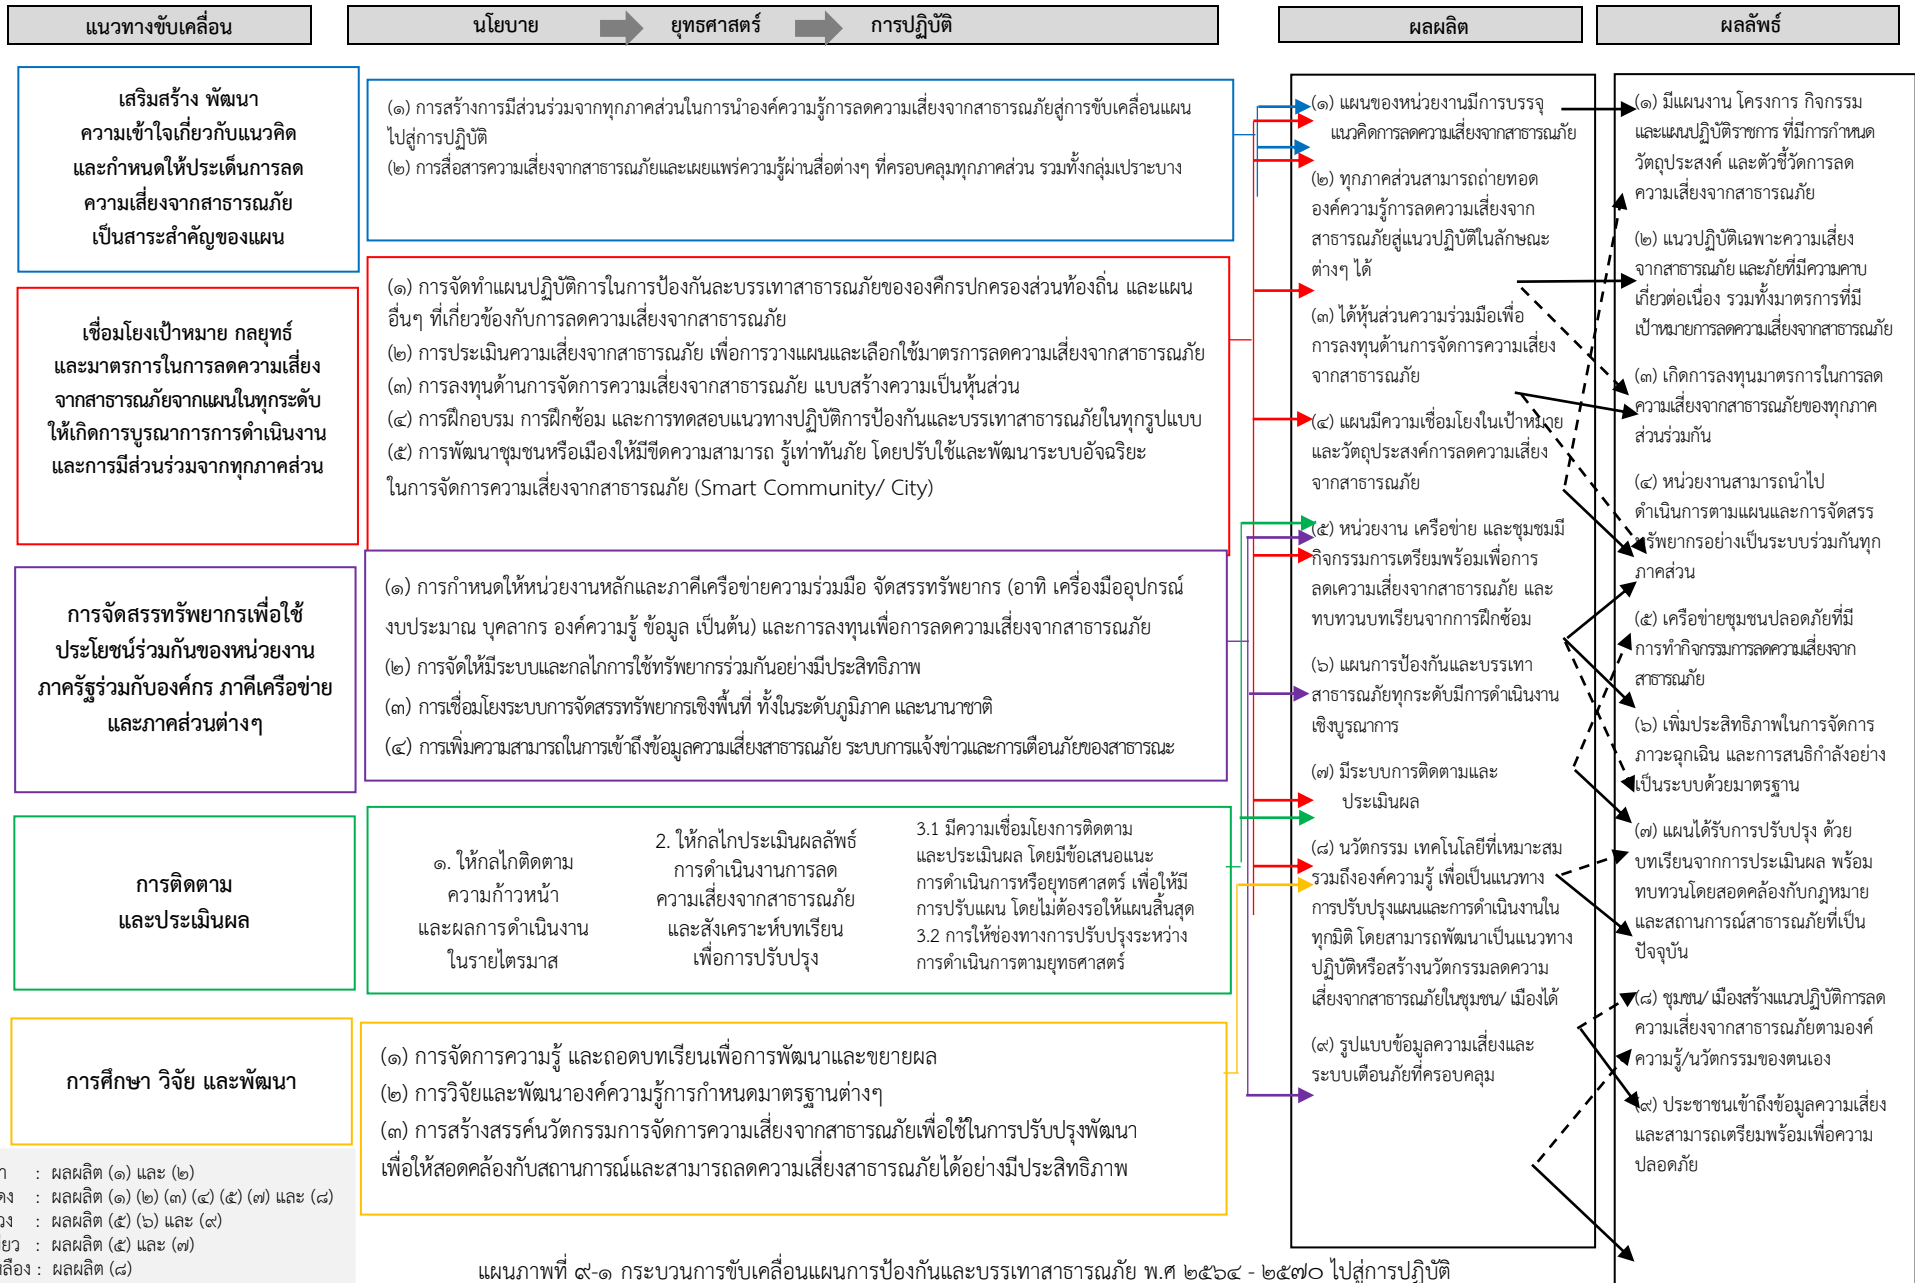 แนวทางขับเคลื่อน
นโยบาย ยุทธศาสตร์ การปฏิบัติ
ผลผลิต
ผลลัพธ์
เสริมสร้าง พัฒนา
ความเข้าใจเกี่ยวกับแนวคิด
และกำหนดให้ประเด็นการลด
ความเสี่ยงจากสาธารณภัย
เป็นสาระสำคัญของแผน
(๑) การสร้างการมีส่วนร่วมจากทุกภาคส่วนในการนำองค์ความรู้การลดความเสี่ยงจากสาธารณภัยสู่การขับเคลื่อนแผน
ไปสู่การปฏิบัติ
(๒) การสื่อสารความเสี่ยงจากสาธารณภัยและเผยแพร่ความรู้ผ่านสื่อต่างๆ ที่ครอบคลุมทุกภาคส่วน รวมทั้งกลุ่มเปราะบาง
เชื่อมโยงเป้าหมาย กลยุทธ์
และมาตรการในการลดความเสี่ยง
จากสาธารณภัยจากแผนในทุกระดับ
ให้เกิดการบูรณาการการดำเนินงาน
และการมีส่วนร่วมจากทุกภาคส่วน
(๑) การจัดทำแผนปฏิบัติการในการป้องกันละบรรเทาสาธารณภัยขององค์กรปกครองส่วนท้องถิ่น และแผน
อื่นๆ ที่เกี่ยวข้องกับการลดความเสี่ยงจากสาธารณภัย
(๒) การประเมินความเสี่ยงจากสาธารณภัย เพื่อการวางแผนและเลือกใช้มาตรการลดความเสี่ยงจากสาธารณภัย
(๓) การลงทุนด้านการจัดการความเสี่ยงจากสาธารณภัย แบบสร้างความเป็นหุ้นส่วน
(๔) การฝึกอบรม การฝึกซ้อม และการทดสอบแนวทางปฏิบัติการป้องกันและบรรเทาสาธารณภัยในทุกรูปแบบ
(๕) การพัฒนาชุมชนหรือเมืองให้มีขีดความสามารถ รู้เท่าทันภัย โดยปรับใช้และพัฒนาระบบอัจฉริยะ
ในการจัดการความเสี่ยงจากสาธารณภัย (Smart Community/ City)
การจัดสรรทรัพยากรเพื่อใช้
ประโยชน์ร่วมกันของหน่วยงาน
ภาครัฐร่วมกับองค์กร ภาคีเครือข่าย
และภาคส่วนต่างๆ
(๑) การกำหนดให้หน่วยงานหลักและภาคีเครือข่ายความร่วมมือ จัดสรรทรัพยากร (อาทิ เครื่องมืออุปกรณ์
งบประมาณ บุคลากร องค์ความรู้ ข้อมูล เป็นต้น) และการลงทุนเพื่อการลดความเสี่ยงจากสาธารณภัย
(๒) การจัดให้มีระบบและกลไกการใช้ทรัพยากรร่วมกันอย่างมีประสิทธิภาพ
(๓) การเชื่อมโยงระบบการจัดสรรทรัพยากรเชิงพื้นที่ ทั้งในระดับภูมิภาค และนานาชาติ
(๔) การเพิ่มความสามารถในการเข้าถึงข้อมูลความเสี่ยงสาธารณภัย ระบบการแจ้งข่าวและการเตือนภัยของสาธารณะ
การติดตาม
และประเมินผล
๑. ให้กลไกติดตาม
ความก้าวหน้า
และผลการดำเนินงาน
ในรายไตรมาส
2. ให้กลไกประเมินผลลัพธ์
การดำเนินงานการลด
ความเสี่ยงจากสาธารณภัย
และสังเคราะห์บทเรียน
เพื่อการปรับปรุง
3.1 มีความเชื่อมโยงการติดตาม
และประเมินผล โดยมีข้อเสนอแนะ
การดำเนินการหรือยุทธศาสตร์ เพื่อให้มี
การปรับแผน โดยไม่ต้องรอให้แผนสิ้นสุด
3.2 การให้ช่องทางการปรับปรุงระหว่าง
การดำเนินการตามยุทธศาสตร์
การศึกษา วิจัย และพัฒนา
(๑) การจัดการความรู้ และถอดบทเรียนเพื่อการพัฒนาและขยายผล
(๒) การวิจัยและพัฒนาองค์ความรู้การกำหนดมาตรฐานต่างๆ
(๓) การสร้างสรรค์นวัตกรรมการจัดการความเสี่ยงจากสาธารณภัยเพื่อใช้ในการปรับปรุงพัฒนา
เพื่อให้สอดคล้องกับสถานการณ์และสามารถลดความเสี่ยงสาธารณภัยได้อย่างมีประสิทธิภาพ
(๑) แผนของหน่วยงานมีการบรรจุ
แนวคิดการลดความเสี่ยงจากสาธารณภัย
(๒) ทุกภาคส่วนสามารถถ่ายทอด
องค์ความรู้การลดความเสี่ยงจาก
สาธารณภัยสู่แนวปฏิบัติในลักษณะ
ต่างๆ ได้
(๓) ได้หุ้นส่วนความร่วมมือเพื่อ
การลงทุนด้านการจัดการความเสี่ยง
จากสาธารณภัย
(๔) แผนมีความเชื่อมโยงในเป้าหมาย
และวัตถุประสงค์การลดความเสี่ยง
จากสาธารณภัย
(๕) หน่วยงาน เครือข่าย และชุมชมมี
กิจกรรมการเตรียมพร้อมเพื่อการ
ลดเความเสี่ยงจากสาธารณภัย และ
ทบทวนบทเรียนจากการฝึกซ้อม
(๖) แผนการป้องกันและบรรเทา
สาธารณภัยทุกระดับมีการดำเนินงาน
เชิงบูรณาการ
(๗) มีระบบการติดตามและ
ประเมินผล
(๘) นวัตกรรม เทคโนโลยีที่เหมาะสม
รวมถึงองค์ความรู้ เพื่อเป็นแนวทาง
การปรับปรุงแผนและการดำเนินงานใน
ทุกมิติ โดยสามารถพัฒนาเป็นแนวทาง
ปฏิบัติหรือสร้างนวัตกรรมลดความ
เสี่ยงจากสาธารณภัยในชุมชน/ เมืองได้
(๙) รูปแบบข้อมูลความเสี่ยงและ
ระบบเตือนภัยที่ครอบคลุม
(๑) มีแผนงาน โครงการ กิจกรรม
และแผนปฏิบัติราชการ ที่มีการกำหนด
วัตถุประสงค์ และตัวชี้วัดการลด
ความเสี่ยงจากสาธารณภัย
(๒) แนวปฏิบัติเฉพาะความเสี่ยง
จากสาธารณภัย และภัยที่มีความคาบ
เกี่ยวต่อเนื่อง รวมทั้งมาตรการที่มี
เป้าหมายการลดความเสี่ยงจากสาธารณภัย
(๓) เกิดการลงทุนมาตรการในการลด
ความเสี่ยงจากสาธารณภัยของทุกภาค
ส่วนร่วมกัน
(๔) หน่วยงานสามารถนำไป
ดำเนินการตามแผนและการจัดสรร
ทรัพยากรอย่างเป็นระบบร่วมกันทุก
ภาคส่วน
(๕) เครือข่ายชุมชนปลอดภัยที่มี
การทำกิจกรรมการลดความเสี่ยงจาก
สาธารณภัย
(๖) เพิ่มประสิทธิภาพในการจัดการ
ภาวะฉุกเฉิน และการสนธิกำลังอย่าง
เป็นระบบด้วยมาตรฐาน
(๗) แผนได้รับการปรับปรุง ด้วย
บทเรียนจากการประเมินผล พร้อม
ทบทวนโดยสอดคล้องกับกฎหมาย
และสถานการณ์สาธารณภัยที่เป็น
ปัจจุบัน
(๘) ชุมชน/ เมืองสร้างแนวปฏิบัติการลด
ความเสี่ยงจากสาธารณภัยตามองค์
ความรู้/นวัตกรรมของตนเอง
(๙) ประชาชนเข้าถึงข้อมูลความเสี่ยง
และสามารถเตรียมพร้อมเพื่อความ
ปลอดภัย
: ผลผลิต (๑) และ (๒)
: ผลผลิต (๑) (๒) (๓) (๔) (๕) (๗) และ (๘)
: ผลผลิต (๕) (๖) และ (๙)
: ผลผลิต (๕) และ (๗)
: ผลผลิต (๘)
แผนภาพที่ ๙-๑ กระบวนการขับเคลื่อนแผนการป้องกันและบรรเทาสาธารณภัย พ.ศ ๒๕๖๔ - ๒๕๗๐ ไปสู่การปฏิบัติ